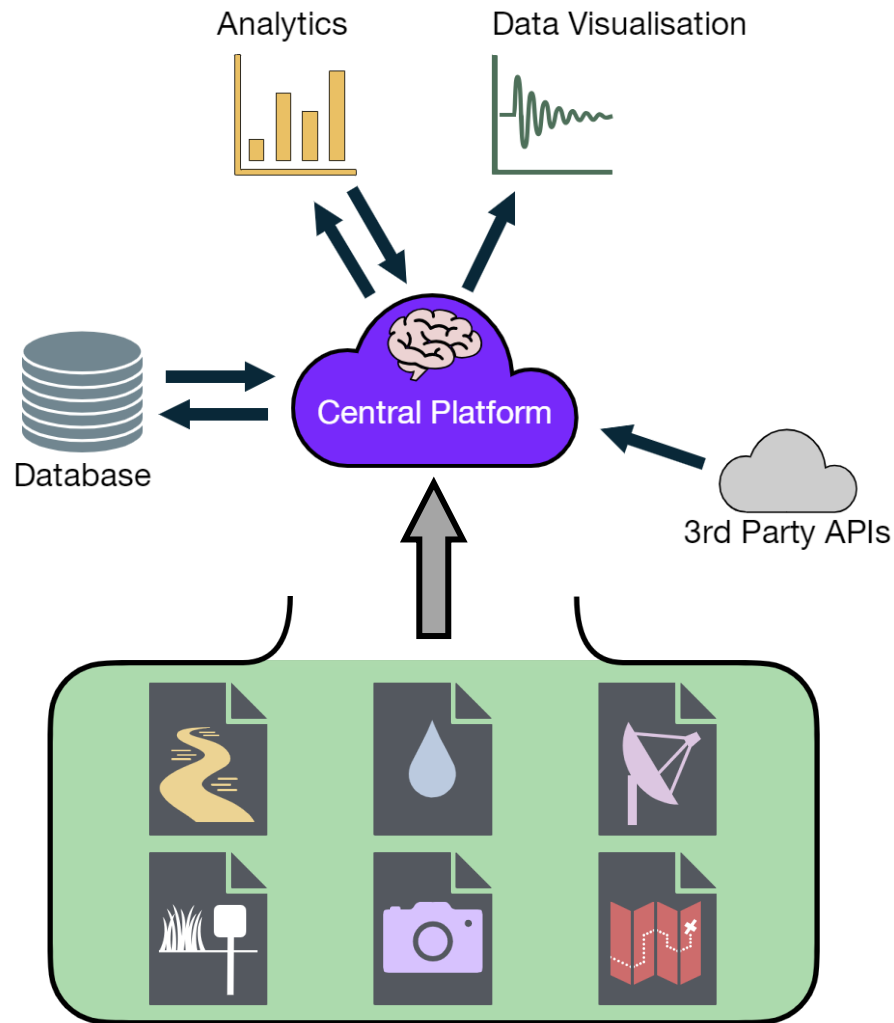 Analytics
Data Visualisation
Central Platform
Database
3rd Party APIs